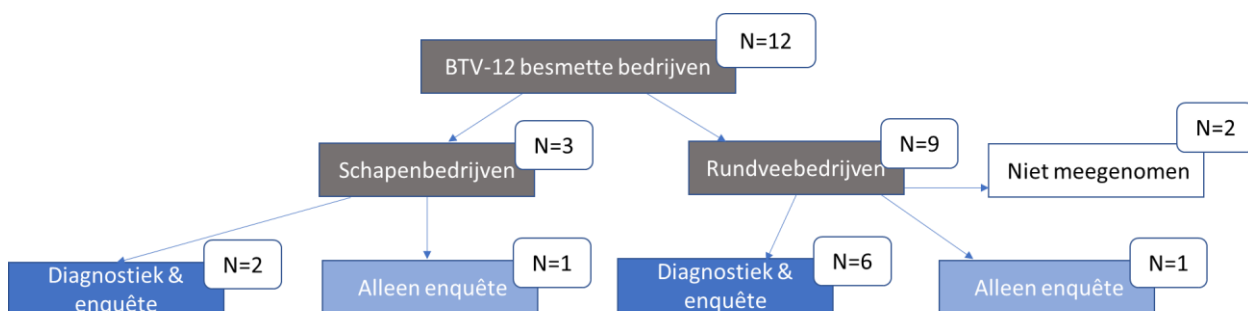 N=12
BTV-12 besmette bedrijven
N=3
Schapenbedrijven
N=9
Rundveebedrijven
N=2
Niet meegenomen
N=2
Diagnostiek &
enquête
N=1
Alleen enquête
N=6
Diagnostiek &
enquête
N=1
Alleen enquête